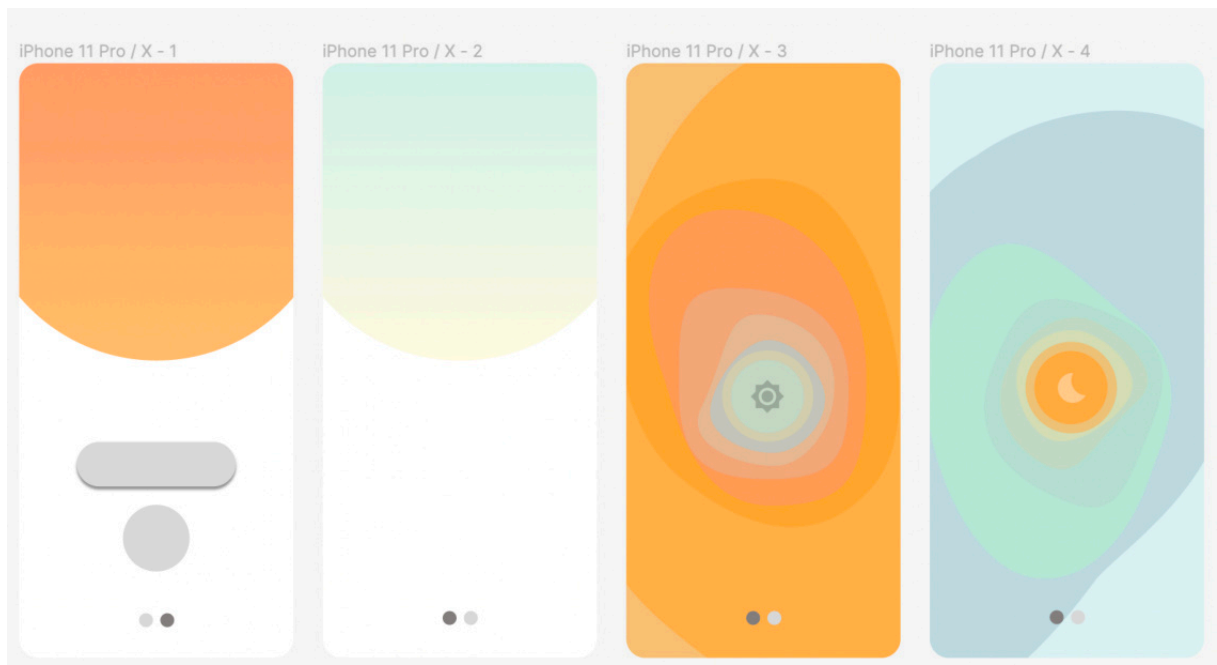 iPhone 11 Pro / X - 1
iPhone 11 Pro / X - 2
iPhone 11 Pro / X - 3
iPhone 11 Pro / X - 4